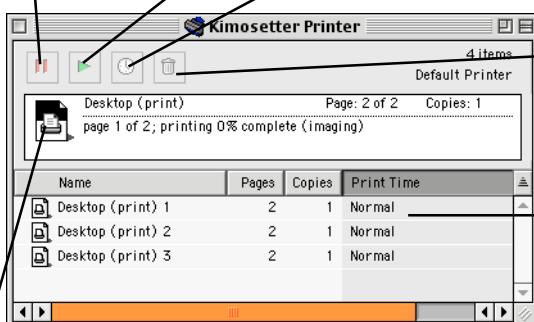 Kimosetter Printer
4 items
Default Printer
Desktop (print) Page: 2 of 2 Copies: 1
page 1 of 2; printing 0% complete (imaging)
Name Pages Copies Print Time
Desktop (print) 1 2 1 Normal
Desktop (print) 2 2 1 Normal
Desktop (print) 3 2 1 Normal